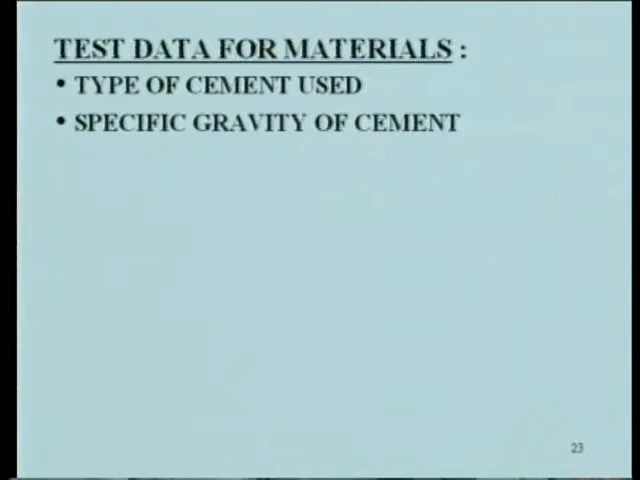 TEST DATA FOR MATERIALS :
• TYPE OF CEMENT USED
• SPECIFIC GRAVITY OF CEMENT
23